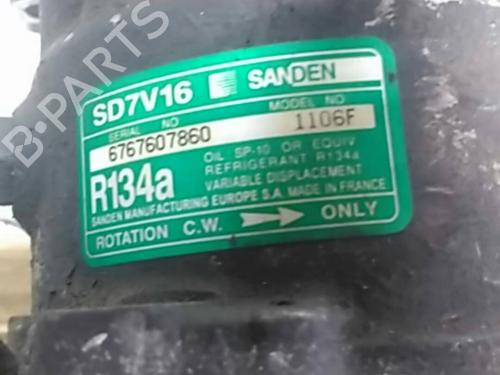 B-PARTS
SD7V16 SANDEN
SERIAL NO MODEL NO
6767607860 1106F
OIL SP-10 OR EQUIV
REFRIGERANT R134a
R134a VARIABLE DISPLACEMENT
SANDEN MANUFACTURING EUROPE S.A. MADE IN FRANCE
ROTATION C.W. ONLY